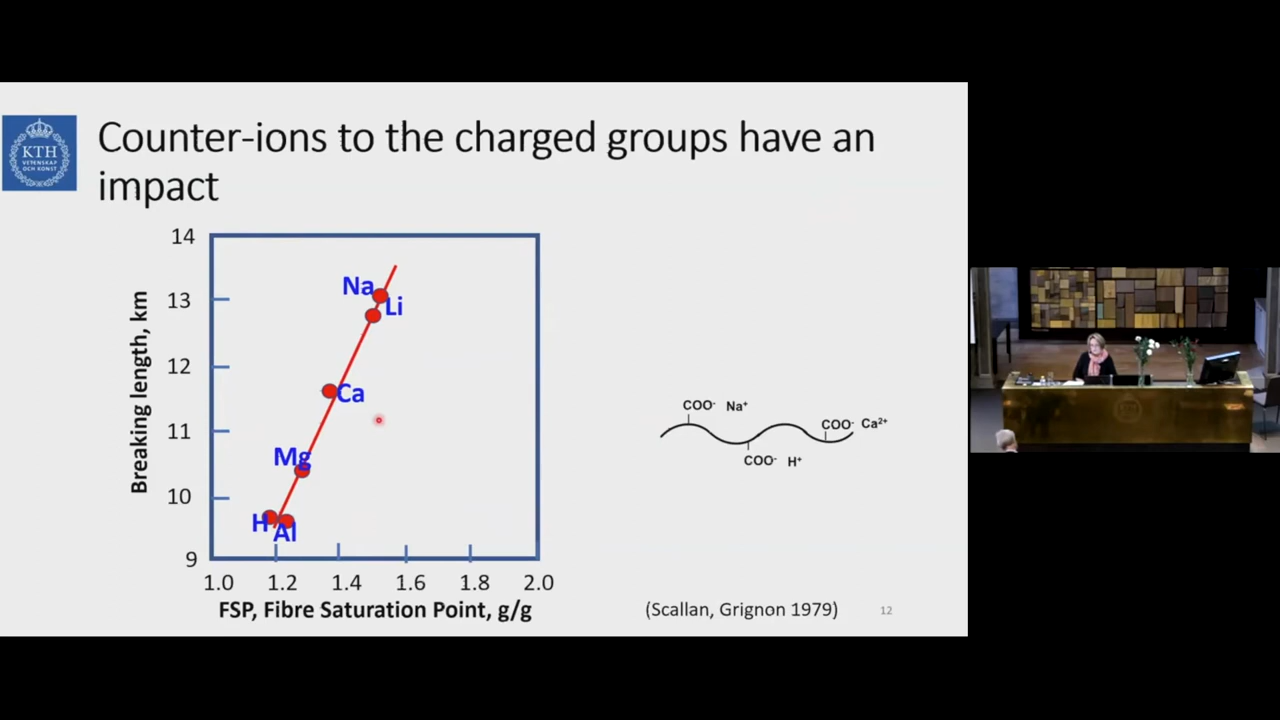 KTH
VETENSKAP
OCH KONST
Counter-ions to the charged groups have an
impact
14
13
12
11
10
9
Breaking length, km
Na
Li
Ca
Mg
H
Al
1.0 1.2 1.4 1.6 1.8 2.0
FSP, Fibre Saturation Point, g/g
COO⁻ Na⁺
COO⁻ Ca²⁺
COO⁻ H⁺
(Scallan, Grignon 1979)
12